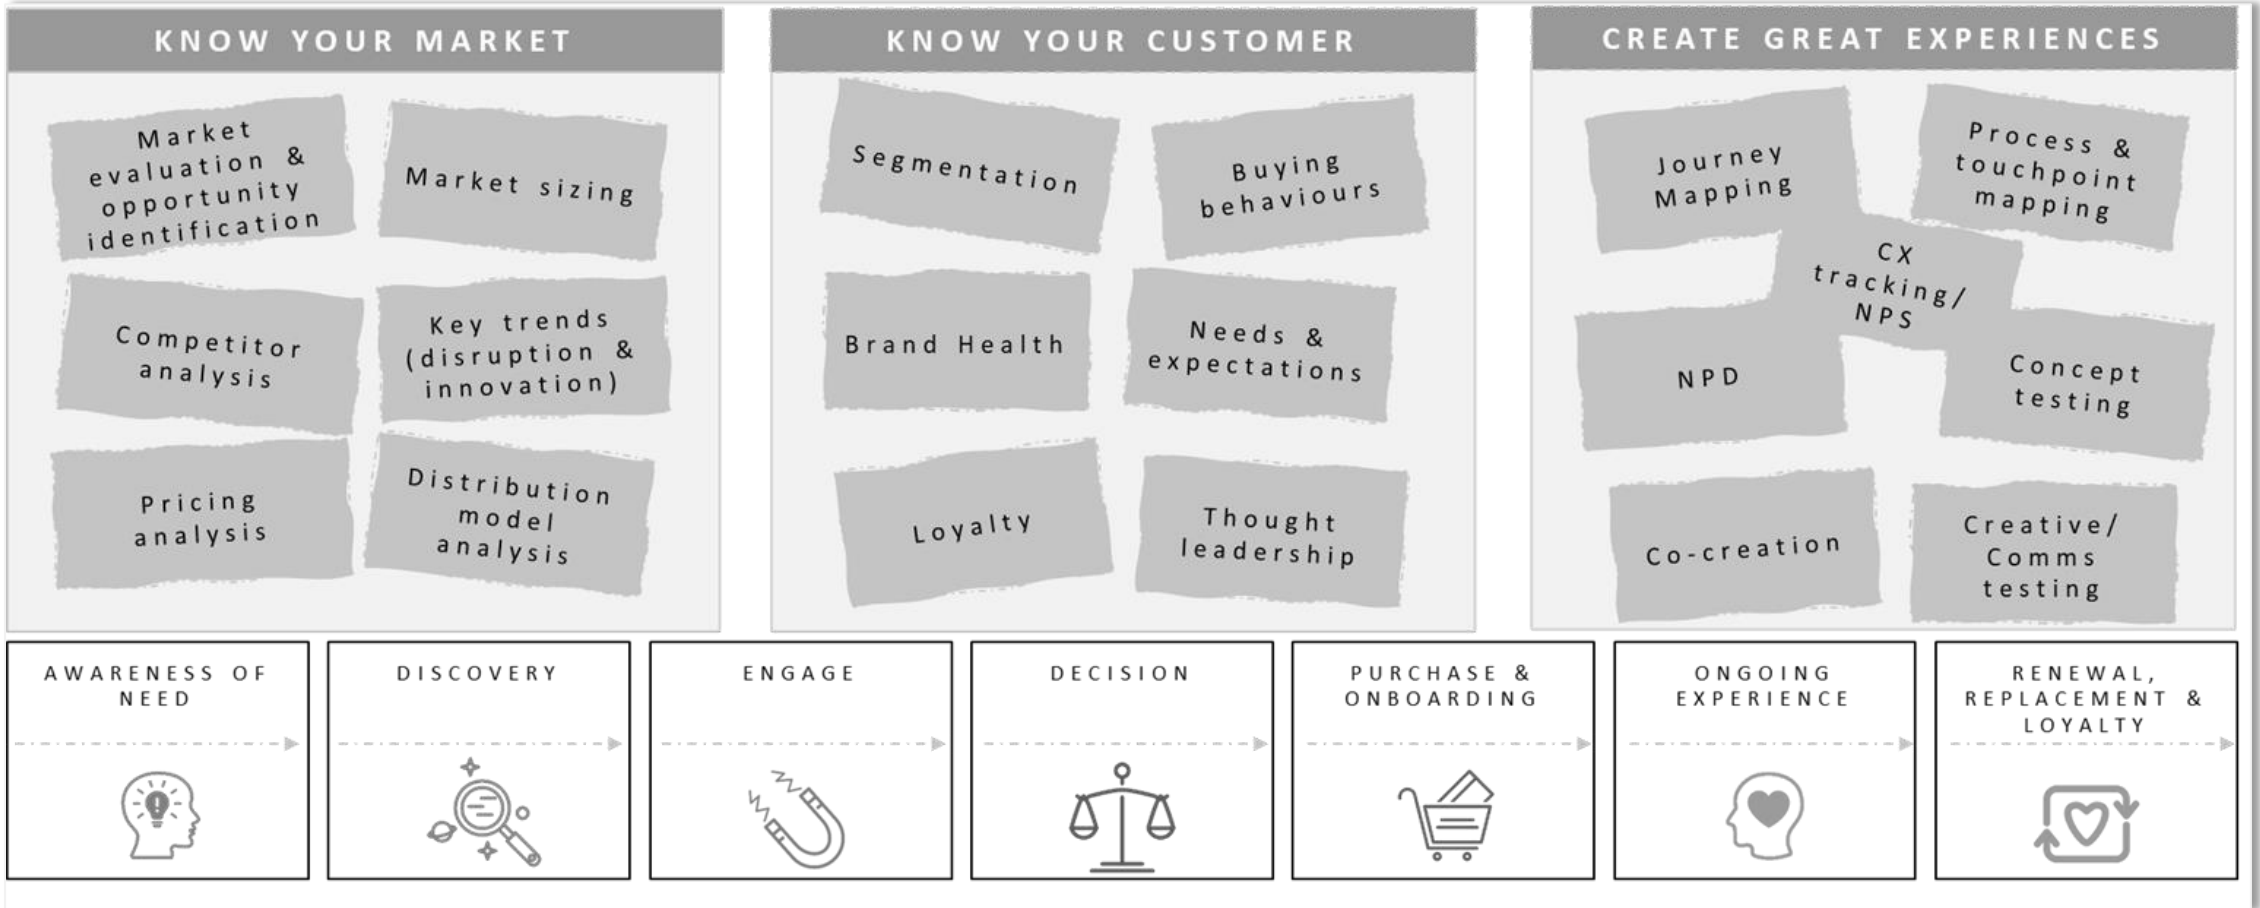 KNOW YOUR MARKET
Market
evaluation &
opportunity
identification
Market sizing
Competitor
analysis
Key trends
(disruption &
innovation)
Pricing
analysis
Distribution
model
analysis
KNOW YOUR CUSTOMER
Segmentation
Buying
behaviours
Brand Health
Needs &
expectations
Loyalty
Thought
leadership
CREATE GREAT EXPERIENCES
Journey
Mapping
Process &
touchpoint
mapping
CX
tracking/
NPS
NPD
Concept
testing
Co-creation
Creative/
Comms
testing
AWARENESS OF
NEED
DISCOVERY
ENGAGE
DECISION
PURCHASE &
ONBOARDING
ONGOING
EXPERIENCE
RENEWAL,
REPLACEMENT &
LOYALTY